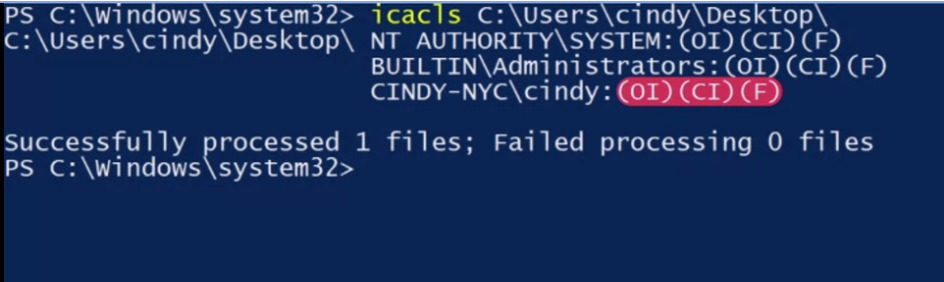 PS C:\Windows\system32> icacls C:\Users\cindy\Desktop\
C:\Users\cindy\Desktop\ NT AUTHORITY\SYSTEM:(OI)(CI)(F)
BUILTIN\Administrators:(OI)(CI)(F)
CINDY-NYC\cindy:(OI)(CI)(F)
Successfully processed 1 files; Failed processing 0 files
PS C:\Windows\system32>